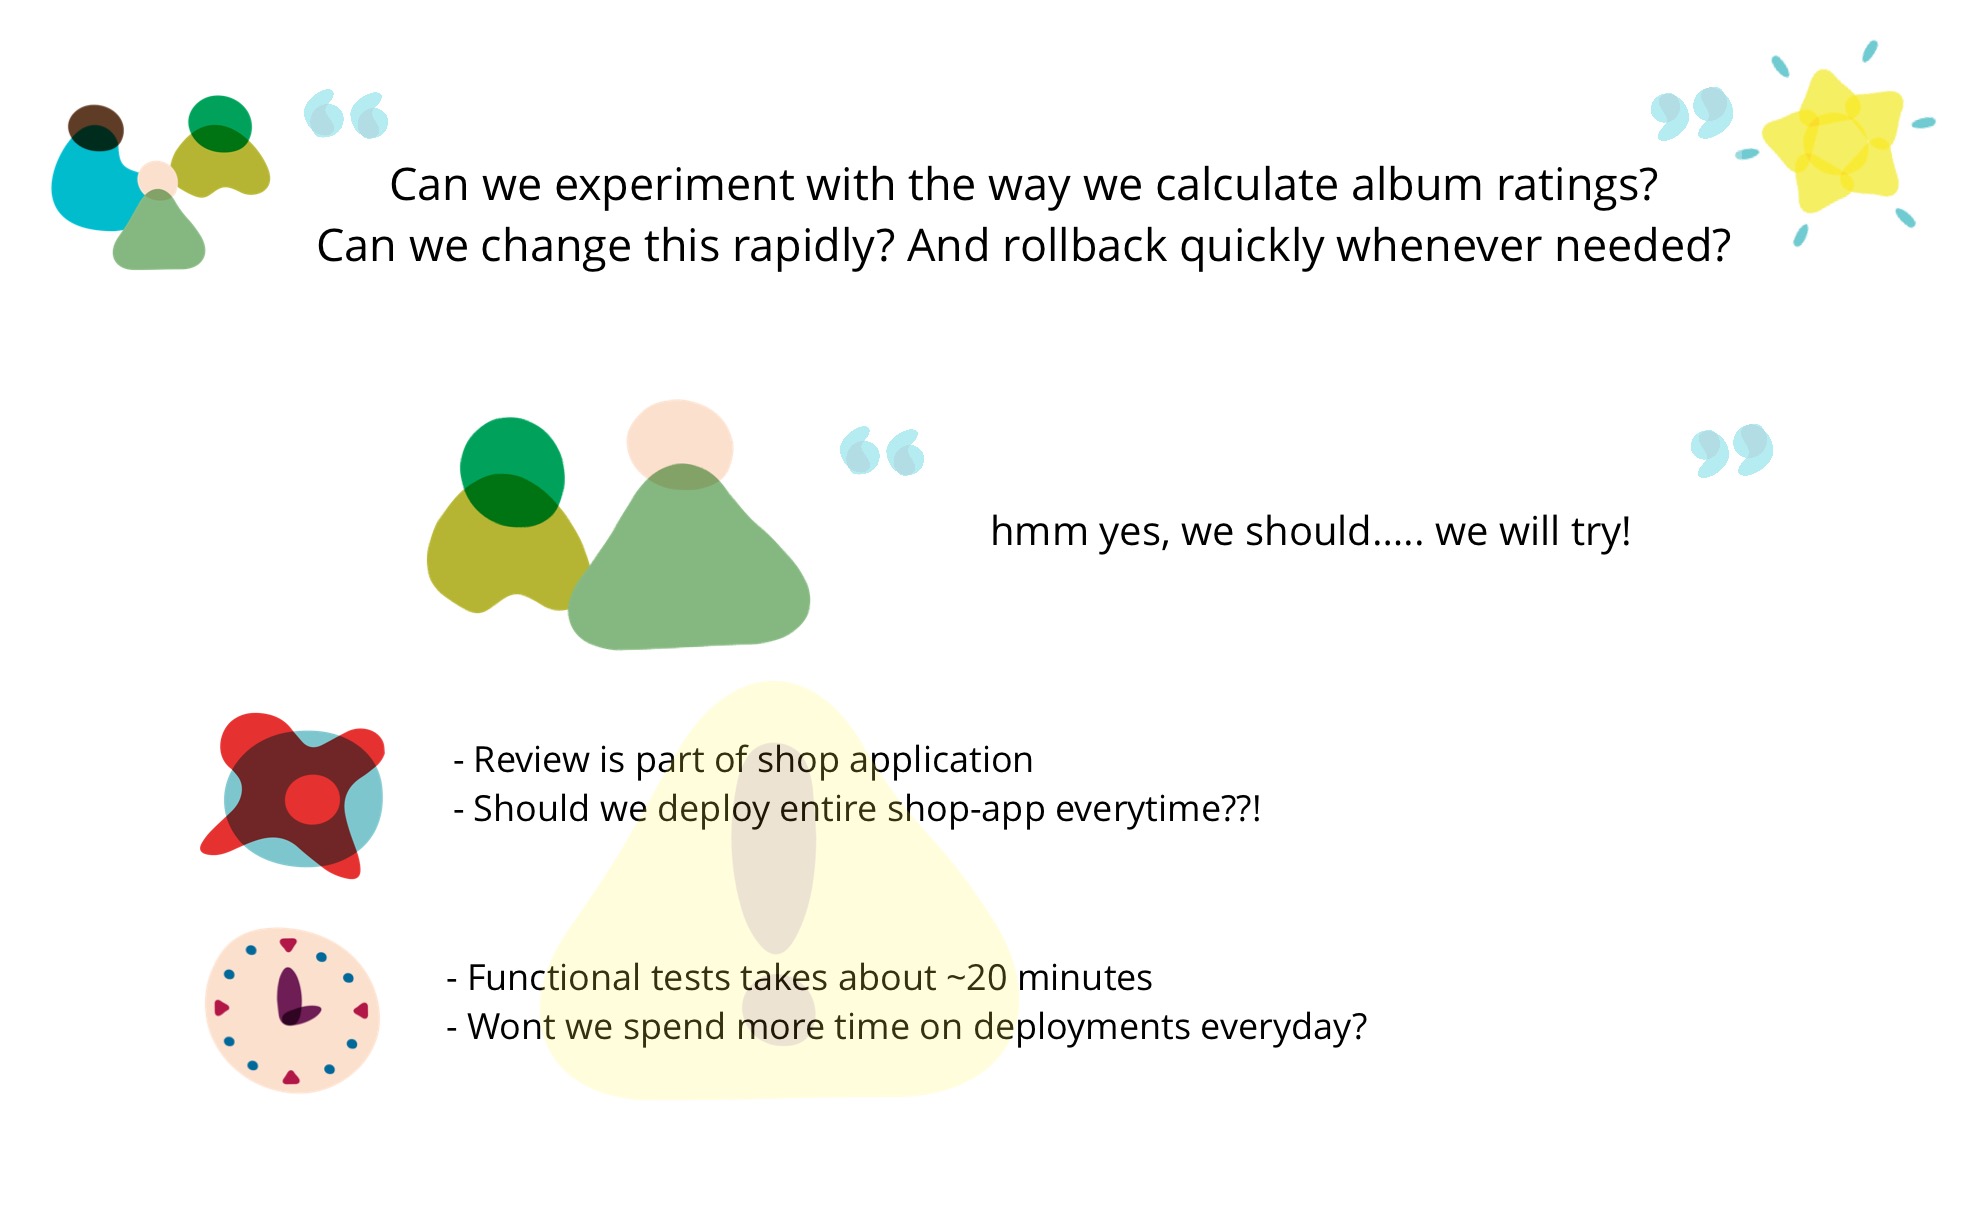 Can we experiment with the way we calculate album ratings?
Can we change this rapidly? And rollback quickly whenever needed?
hmm yes, we should..... we will try!
- Review is part of shop application
- Should we deploy entire shop-app everytime??!
- Functional tests takes about ~20 minutes
- Wont we spend more time on deployments everyday?